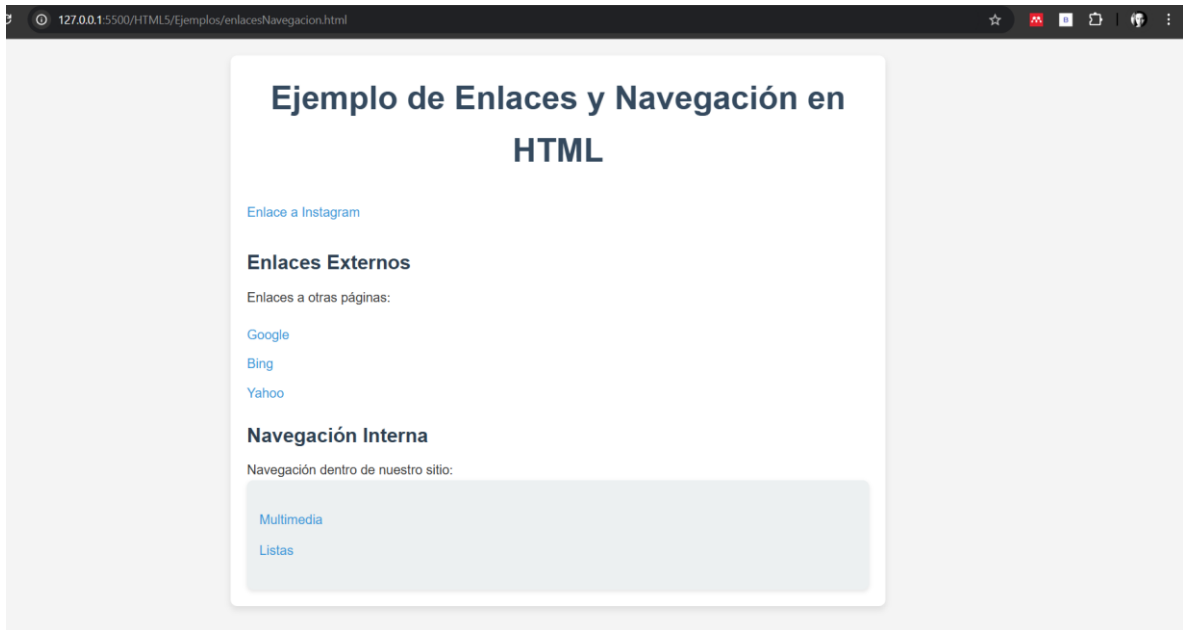 127.0.0.1:5500/HTML5/Ejemplos/enlacesNavegacion.html
Ejemplo de Enlaces y Navegación en
HTML
Enlace a Instagram
Enlaces Externos
Enlaces a otras páginas:
Google
Bing
Yahoo
Navegación Interna
Navegación dentro de nuestro sitio:
Multimedia
Listas